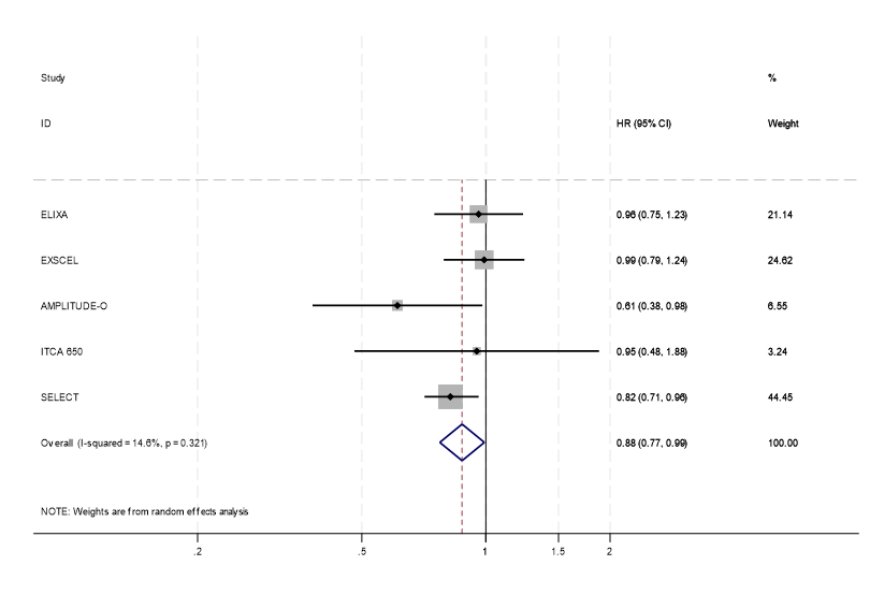 Study %
ID HR (95% CI) Weight
ELIXA 0.96 (0.75, 1.23) 21.14
EXSCEL 0.99 (0.79, 1.24) 24.62
AMPLITUDE-O 0.61 (0.38, 0.98) 6.55
ITCA 650 0.95 (0.48, 1.88) 3.24
SELECT 0.82 (0.71, 0.96) 44.45
Overall (I-squared = 14.6%, p = 0.321) 0.88 (0.77, 0.99) 100.00
NOTE: Weights are from random effects analysis
.2 .5 1 1.5 2